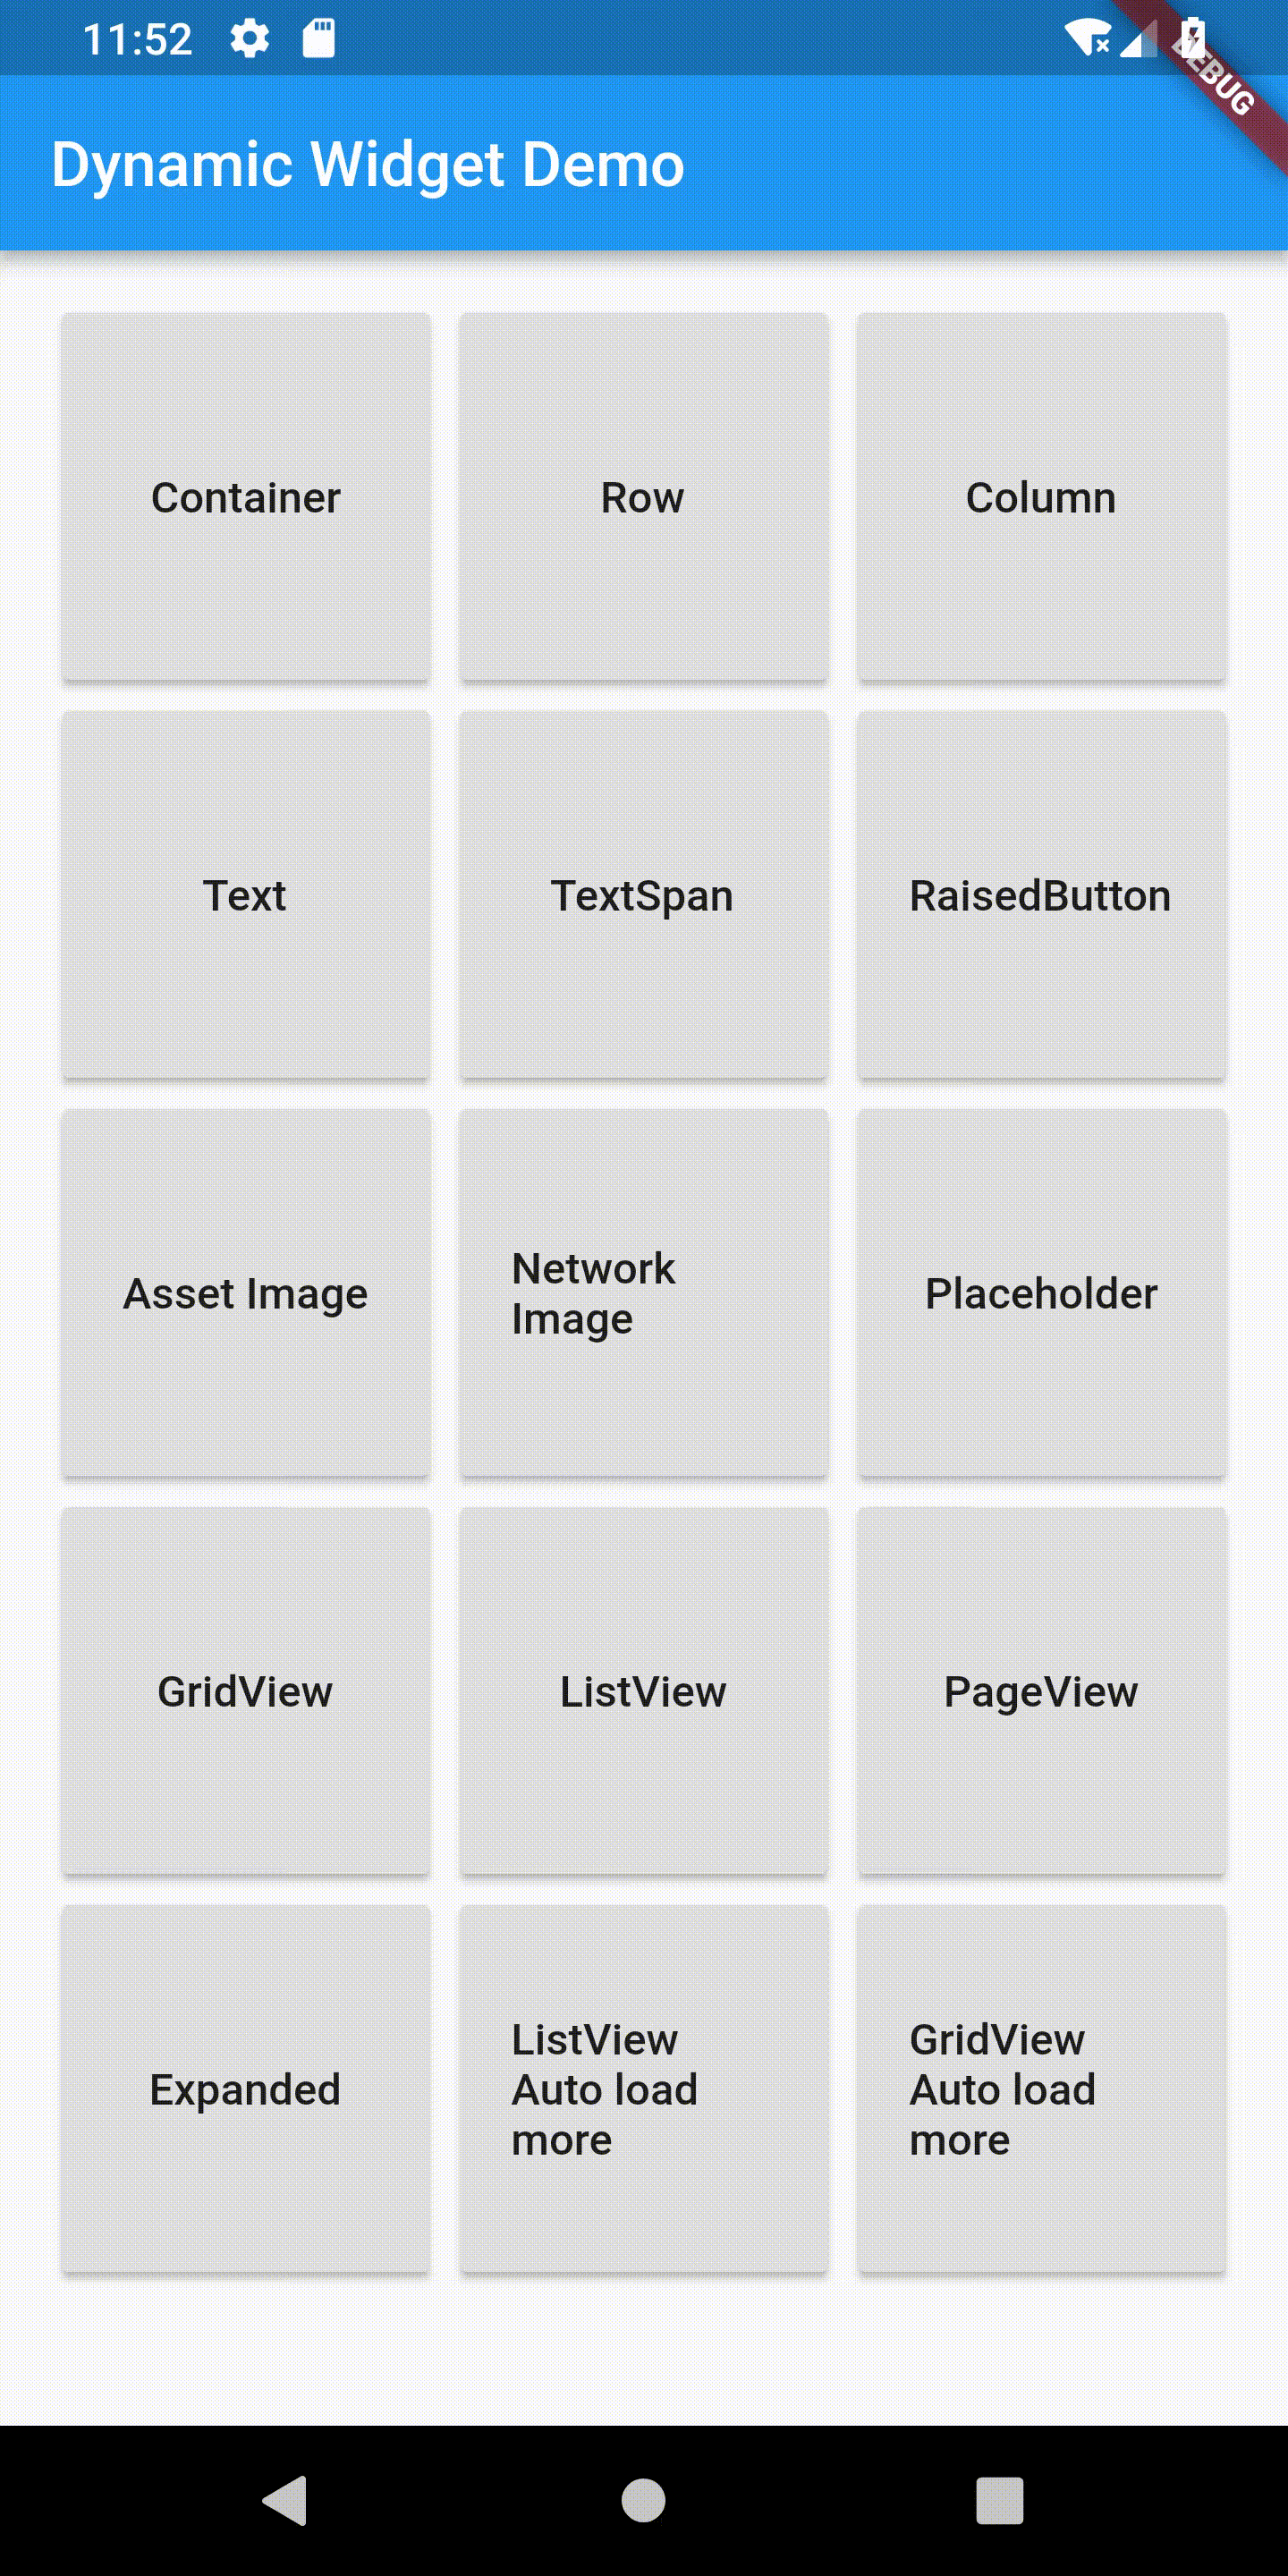 11:52
DEBUG
Dynamic Widget Demo
Container
Row
Column
Text
TextSpan
RaisedButton
Asset Image
Network
Image
Placeholder
GridView
ListView
PageView
Expanded
ListView
Auto load
more
GridView
Auto load
more